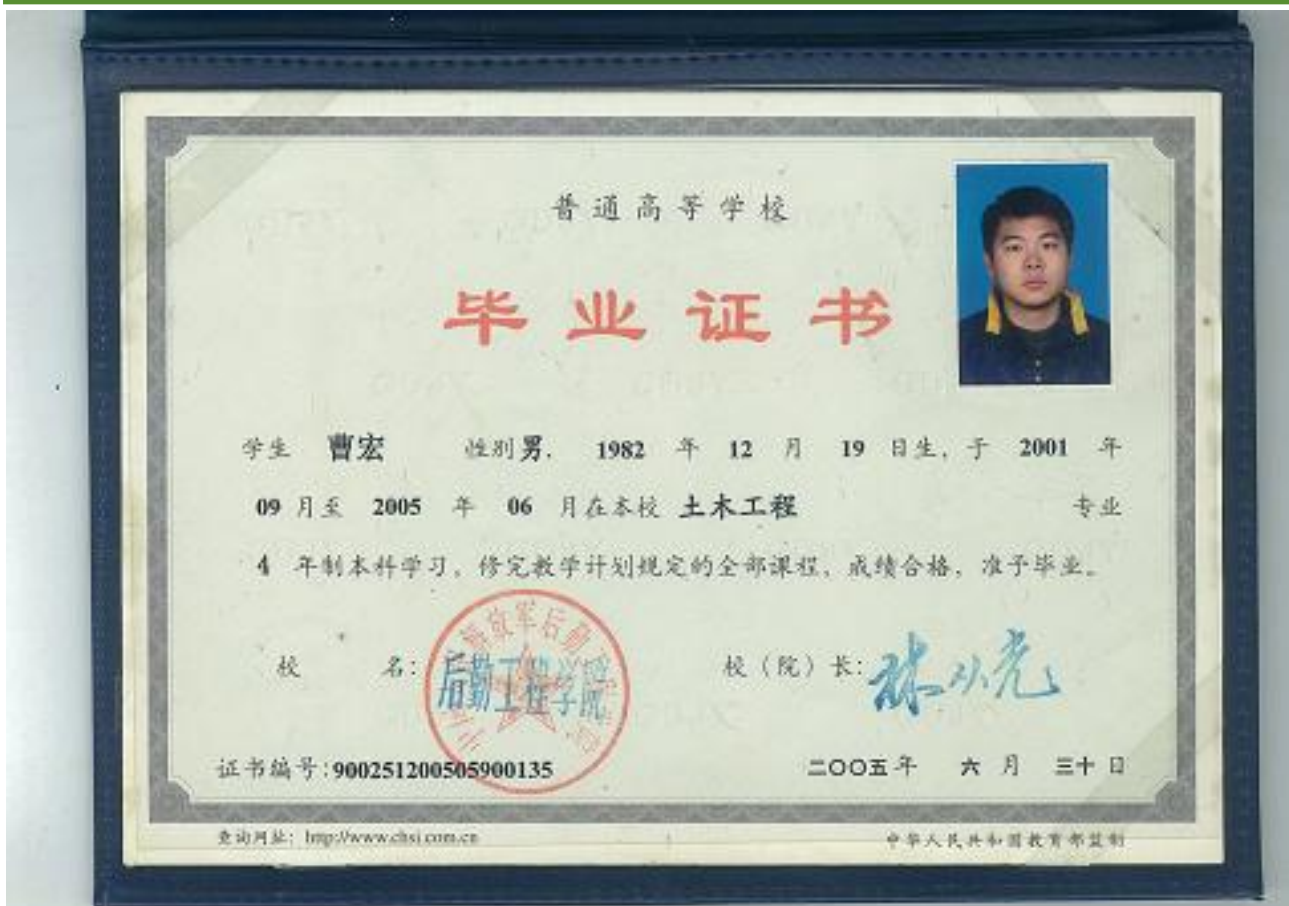 普通高等学校
毕业证书
学生 曹宏 性别 男, 1982 年 12 月 19 日生, 于 2001 年
09 月至 2005 年 06 月在本校 土木工程 专业
4 年制本科学习, 修完教学计划规定的全部课程, 成绩合格, 准予毕业。
校 名: 后勤工程学院 校(院)长:
证书编号:900251200505900135 二〇〇五年 六 月 三十 日
查询网址: http://www.chsi.com.cn 中华人民共和国教育部监制